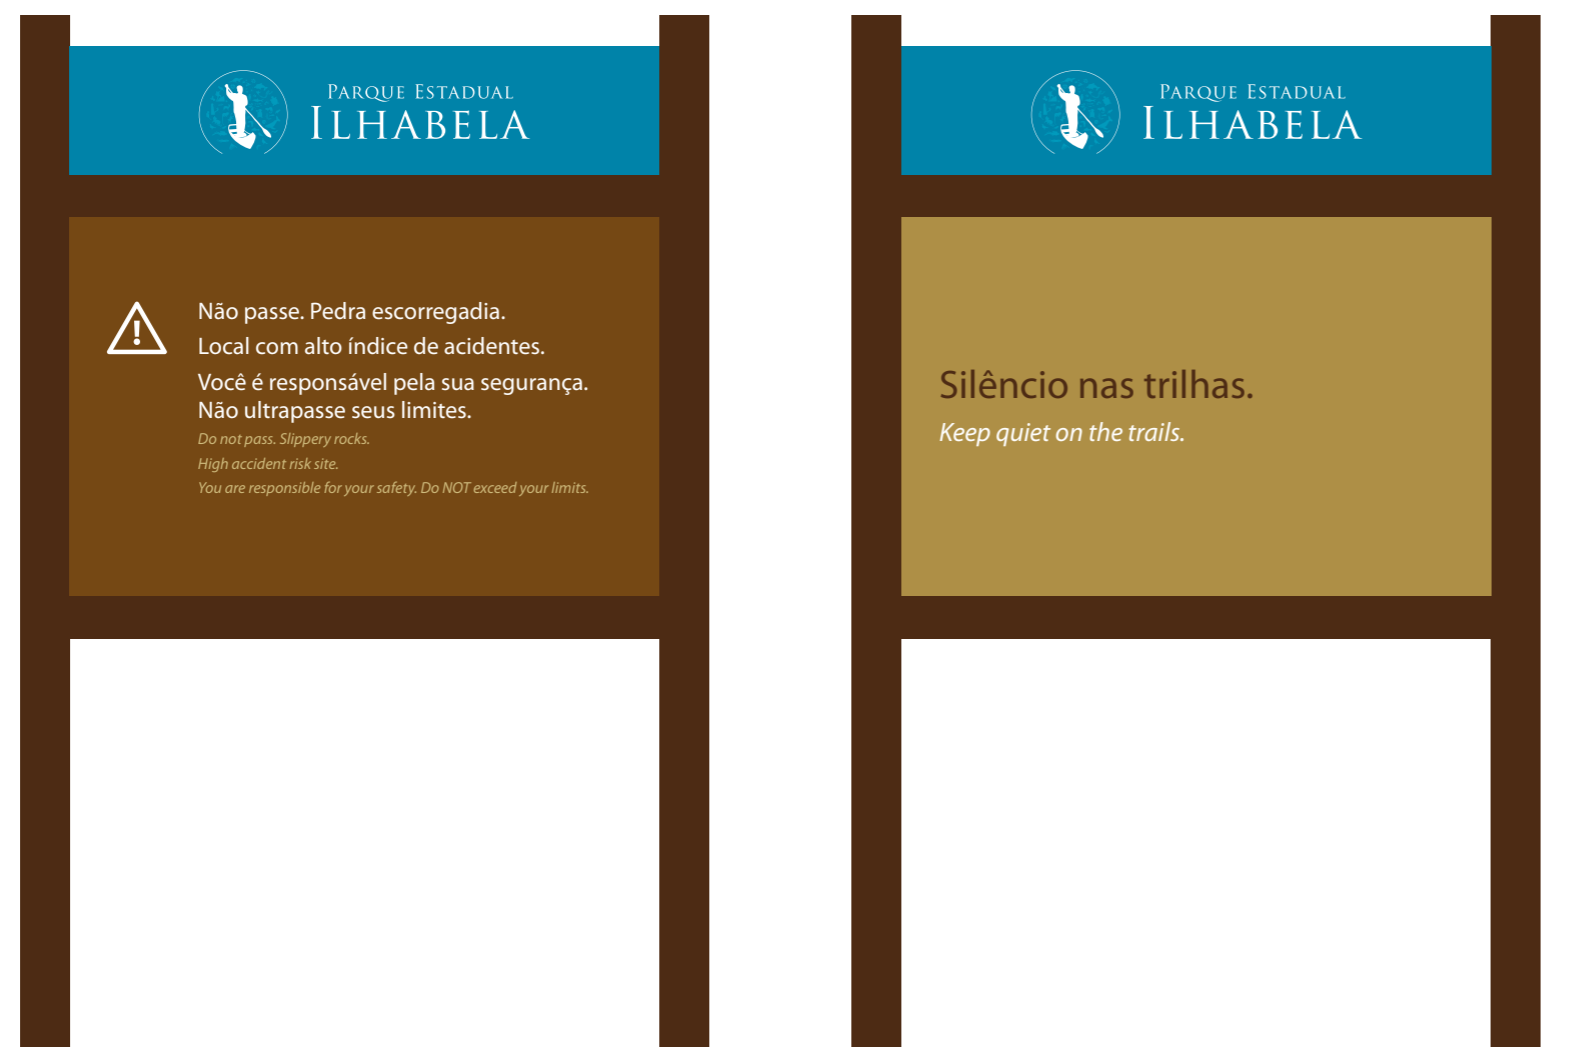 Parque Estadual
Ilhabela
Não passe. Pedra escorregadia.
Local com alto índice de acidentes.
Você é responsável pela sua segurança.
Não ultrapasse seus limites.
Do not pass. Slippery rocks.
High accident risk site.
You are responsible for your safety. Do NOT exceed your limits.
Parque Estadual
Ilhabela
Silêncio nas trilhas.
Keep quiet on the trails.